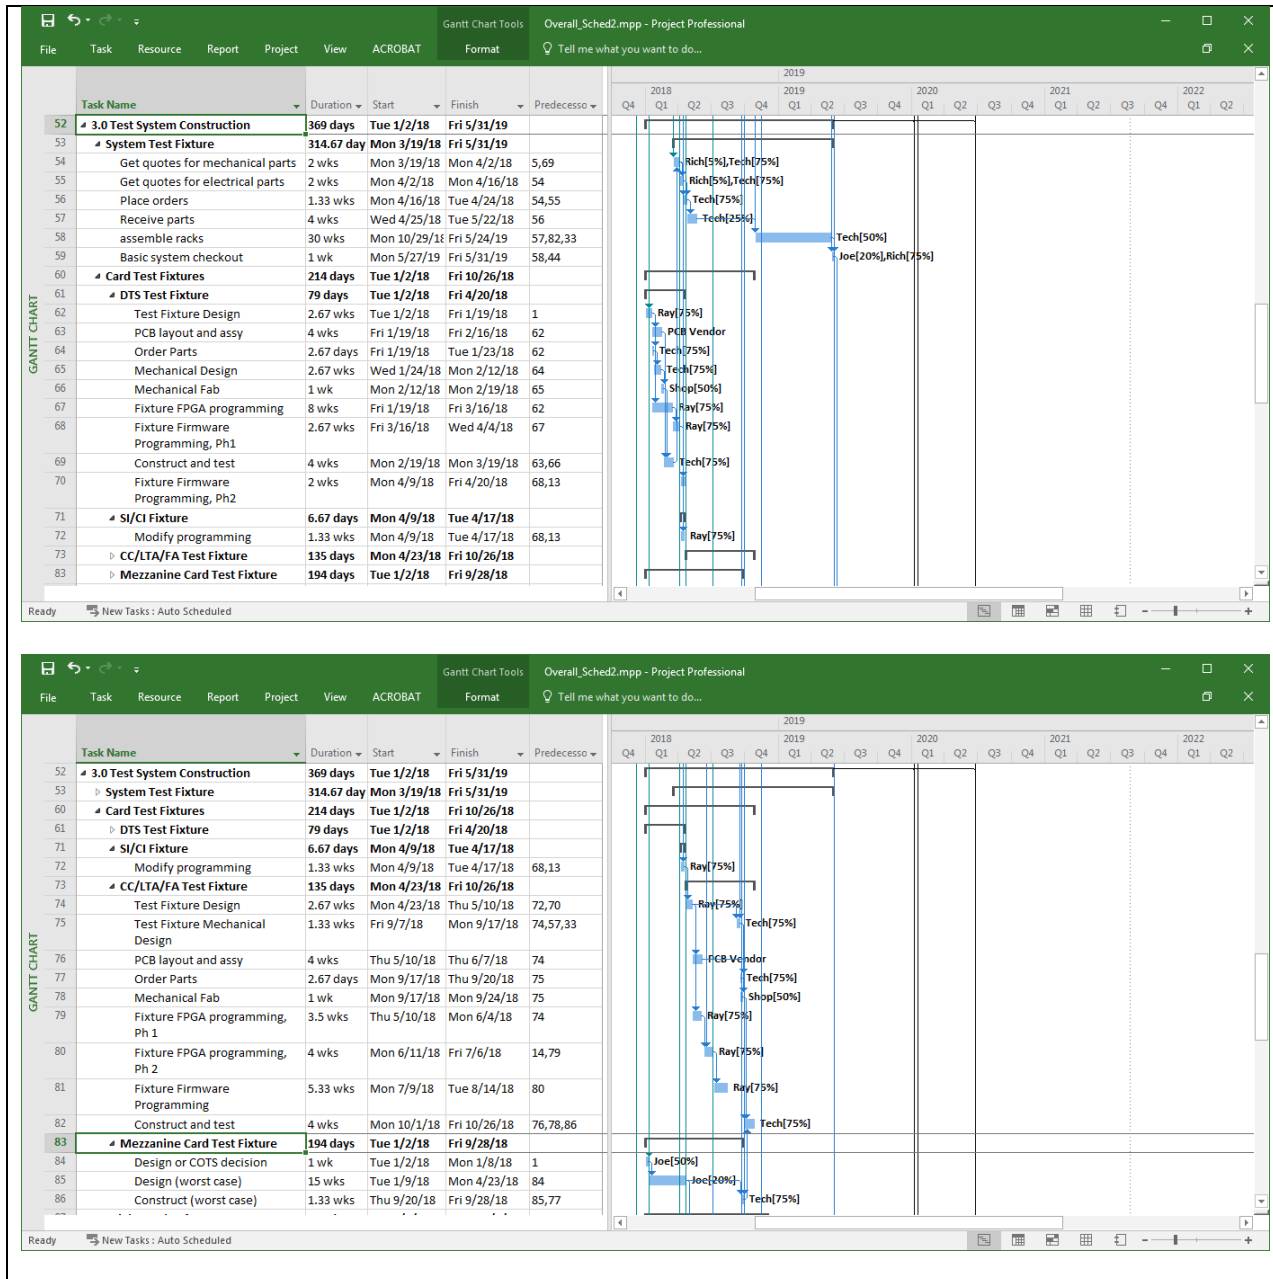 Gantt Chart Tools Overall_Sched2.mpp - Project Professional
File Task Resource Report Project View ACROBAT Format Tell me what you want to do...
2019
2018 2019 2020 2021 2022
Task Name Duration Start Finish Predecesso Q4 Q1 Q2 Q3 Q4 Q1 Q2 Q3 Q4 Q1 Q2 Q3 Q4 Q1 Q2 Q3 Q4 Q1 Q2
52 3.0 Test System Construction 369 days Tue 1/2/18 Fri 5/31/19
53 System Test Fixture 314.67 day Mon 3/19/18 Fri 5/31/19
54 Get quotes for mechanical parts 2 wks Mon 3/19/18 Mon 4/2/18 5,69 Rich[5%],Tech[75%]
55 Get quotes for electrical parts 2 wks Mon 4/2/18 Mon 4/16/18 54 Rich[5%],Tech[75%]
56 Place orders 1.33 wks Mon 4/16/18 Tue 4/24/18 54,55 Tech[75%]
57 Receive parts 4 wks Wed 4/25/18 Tue 5/22/18 56 Tech[25%]
58 assemble racks 30 wks Mon 10/29/18 Fri 5/24/19 57,82,33 Tech[50%]
59 Basic system checkout 1 wk Mon 5/27/19 Fri 5/31/19 58,44 Joe[20%],Rich[75%]
60 Card Test Fixtures 214 days Tue 1/2/18 Fri 10/26/18
61 DTS Test Fixture 79 days Tue 1/2/18 Fri 4/20/18
62 Test Fixture Design 2.67 wks Tue 1/2/18 Fri 1/19/18 1 Ray[75%]
63 PCB layout and assy 4 wks Fri 1/19/18 Fri 2/16/18 62 PCB Vendor
64 Order Parts 2.67 days Fri 1/19/18 Tue 1/23/18 62 Tech[75%]
65 Mechanical Design 2.67 wks Wed 1/24/18 Mon 2/12/18 64 Tech[75%]
66 Mechanical Fab 1 wk Mon 2/12/18 Mon 2/19/18 65 Shop[50%]
67 Fixture FPGA programming 8 wks Fri 1/19/18 Fri 3/16/18 62 Ray[75%]
68 Fixture Firmware 2.67 wks Fri 3/16/18 Wed 4/4/18 67 Ray[75%]
Programming, Ph1
69 Construct and test 4 wks Mon 2/19/18 Mon 3/19/18 63,66 Tech[75%]
70 Fixture Firmware 2 wks Mon 4/9/18 Fri 4/20/18 68,13
Programming, Ph2
71 SI/CI Fixture 6.67 days Mon 4/9/18 Tue 4/17/18
72 Modify programming 1.33 wks Mon 4/9/18 Tue 4/17/18 68,13 Ray[75%]
73 CC/LTA/FA Test Fixture 135 days Mon 4/23/18 Fri 10/26/18
83 Mezzanine Card Test Fixture 194 days Tue 1/2/18 Fri 9/28/18
GANTT CHART
Ready New Tasks : Auto Scheduled
Gantt Chart Tools Overall_Sched2.mpp - Project Professional
File Task Resource Report Project View ACROBAT Format Tell me what you want to do...
2019
2018 2019 2020 2021 2022
Task Name Duration Start Finish Predecesso Q4 Q1 Q2 Q3 Q4 Q1 Q2 Q3 Q4 Q1 Q2 Q3 Q4 Q1 Q2 Q3 Q4 Q1 Q2
52 3.0 Test System Construction 369 days Tue 1/2/18 Fri 5/31/19
53 System Test Fixture 314.67 day Mon 3/19/18 Fri 5/31/19
60 Card Test Fixtures 214 days Tue 1/2/18 Fri 10/26/18
61 DTS Test Fixture 79 days Tue 1/2/18 Fri 4/20/18
71 SI/CI Fixture 6.67 days Mon 4/9/18 Tue 4/17/18
72 Modify programming 1.33 wks Mon 4/9/18 Tue 4/17/18 68,13 Ray[75%]
73 CC/LTA/FA Test Fixture 135 days Mon 4/23/18 Fri 10/26/18
74 Test Fixture Design 2.67 wks Mon 4/23/18 Thu 5/10/18 72,70 Ray[75%]
75 Test Fixture Mechanical 1.33 wks Fri 9/7/18 Mon 9/17/18 74,57,33 Tech[75%]
Design
76 PCB layout and assy 4 wks Thu 5/10/18 Thu 6/7/18 74 PCB Vendor
77 Order Parts 2.67 days Mon 9/17/18 Thu 9/20/18 75 Tech[75%]
78 Mechanical Fab 1 wk Mon 9/17/18 Mon 9/24/18 75 Shop[50%]
79 Fixture FPGA programming, 3.5 wks Thu 5/10/18 Mon 6/4/18 74 Ray[75%]
Ph 1
80 Fixture FPGA programming, 4 wks Mon 6/11/18 Fri 7/6/18 14,79 Ray[75%]
Ph 2
81 Fixture Firmware 5.33 wks Mon 7/9/18 Tue 8/14/18 80 Ray[75%]
Programming
82 Construct and test 4 wks Mon 10/1/18 Fri 10/26/18 76,78,86 Tech[75%]
83 Mezzanine Card Test Fixture 194 days Tue 1/2/18 Fri 9/28/18
84 Design or COTS decision 1 wk Tue 1/2/18 Mon 1/8/18 1 Joe[50%]
85 Design (worst case) 15 wks Tue 1/9/18 Mon 4/23/18 84 Joe[20%]
86 Construct (worst case) 1.33 wks Thu 9/20/18 Fri 9/28/18 85,77 Tech[75%]
GANTT CHART
Ready New Tasks : Auto Scheduled